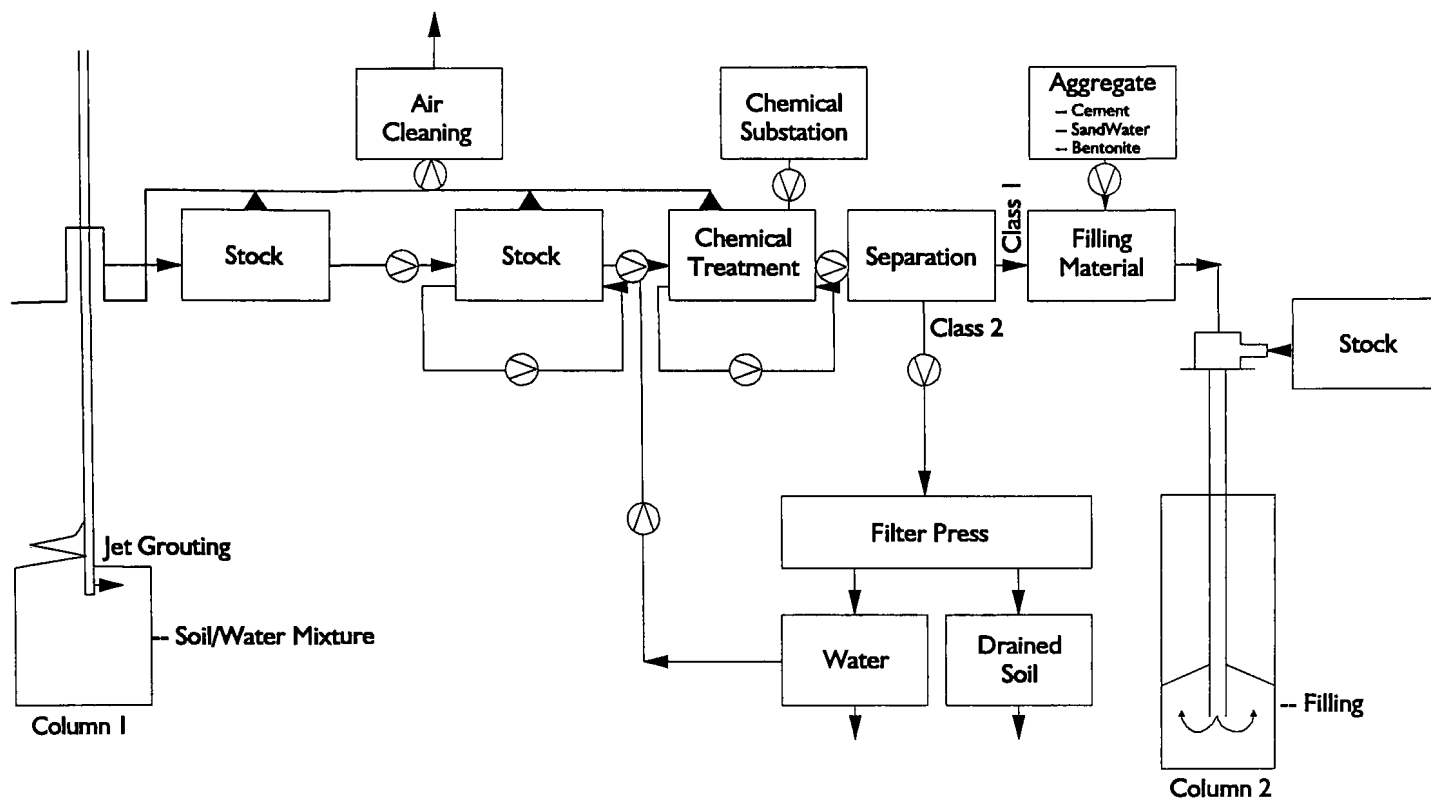 Air
Cleaning
Chemical
Substation
Aggregate
-- Cement
-- SandWater
-- Bentonite
Stock
Stock
Chemical
Treatment
Separation
Class 1
Filling
Material
Class 2
Stock
Jet Grouting
Filter Press
-- Soil/Water Mixture
Water
Drained
Soil
-- Filling
Column 1
Column 2